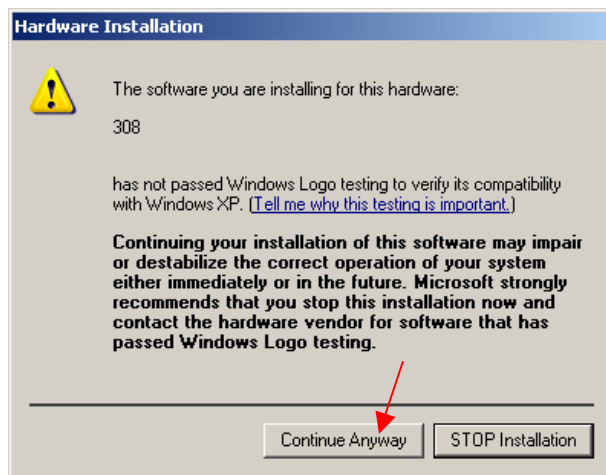 Hardware Installation
The software you are installing for this hardware:
308
has not passed Windows Logo testing to verify its compatibility
with Windows XP. (Tell me why this testing is important.)
Continuing your installation of this software may impair
or destabilize the correct operation of your system
either immediately or in the future. Microsoft strongly
recommends that you stop this installation now and
contact the hardware vendor for software that has
passed Windows Logo testing.
Continue Anyway
STOP Installation